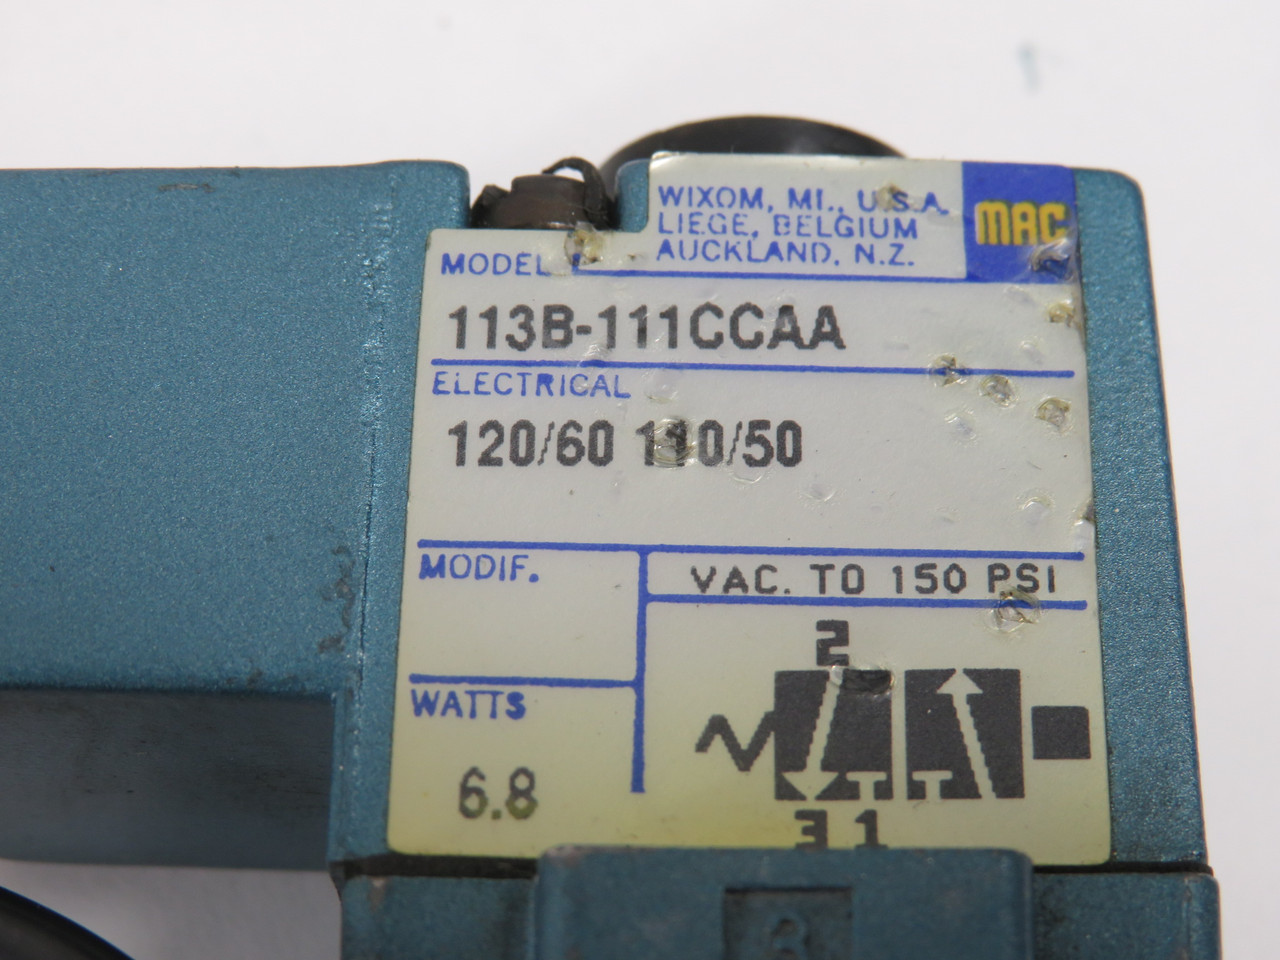 WIXOM, MI., U.S.A.
LIEGE, BELGIUM
AUCKLAND, N.Z.
MAC
MODEL
113B-111CCAA
ELECTRICAL
120/60 110/50
MODIF.
VAC. TO 150 PSI
WATTS
6.8
2
3 1
3